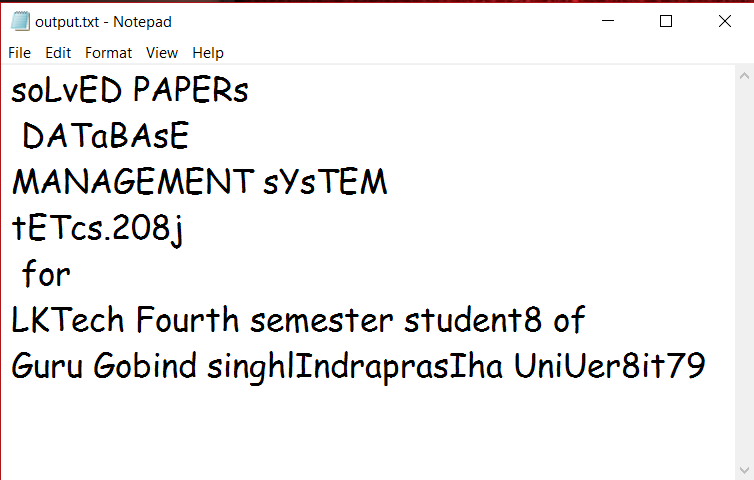 output.txt - Notepad
File Edit Format View Help
soLvED PAPERs
DATaBAsE
MANAGEMENT sYsTEM
tETcs.208j
for
LKTech Fourth semester student8 of
Guru Gobind singhlIndraprasIha UniUer8it79